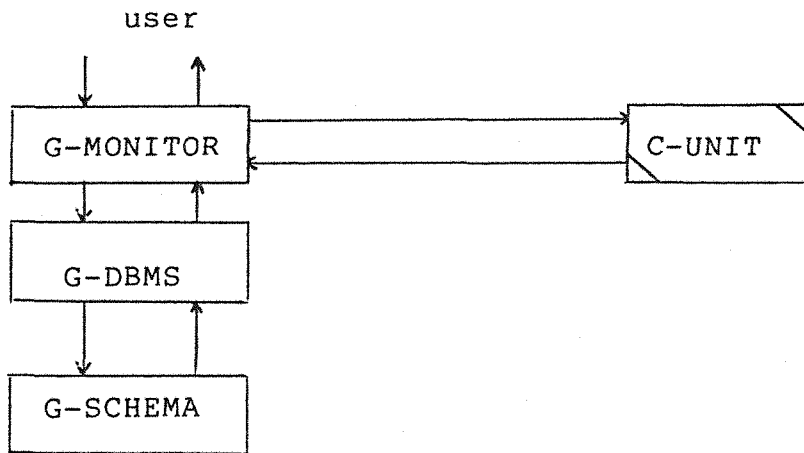 user
G-MONITOR
C-UNIT
G-DBMS
G-SCHEMA